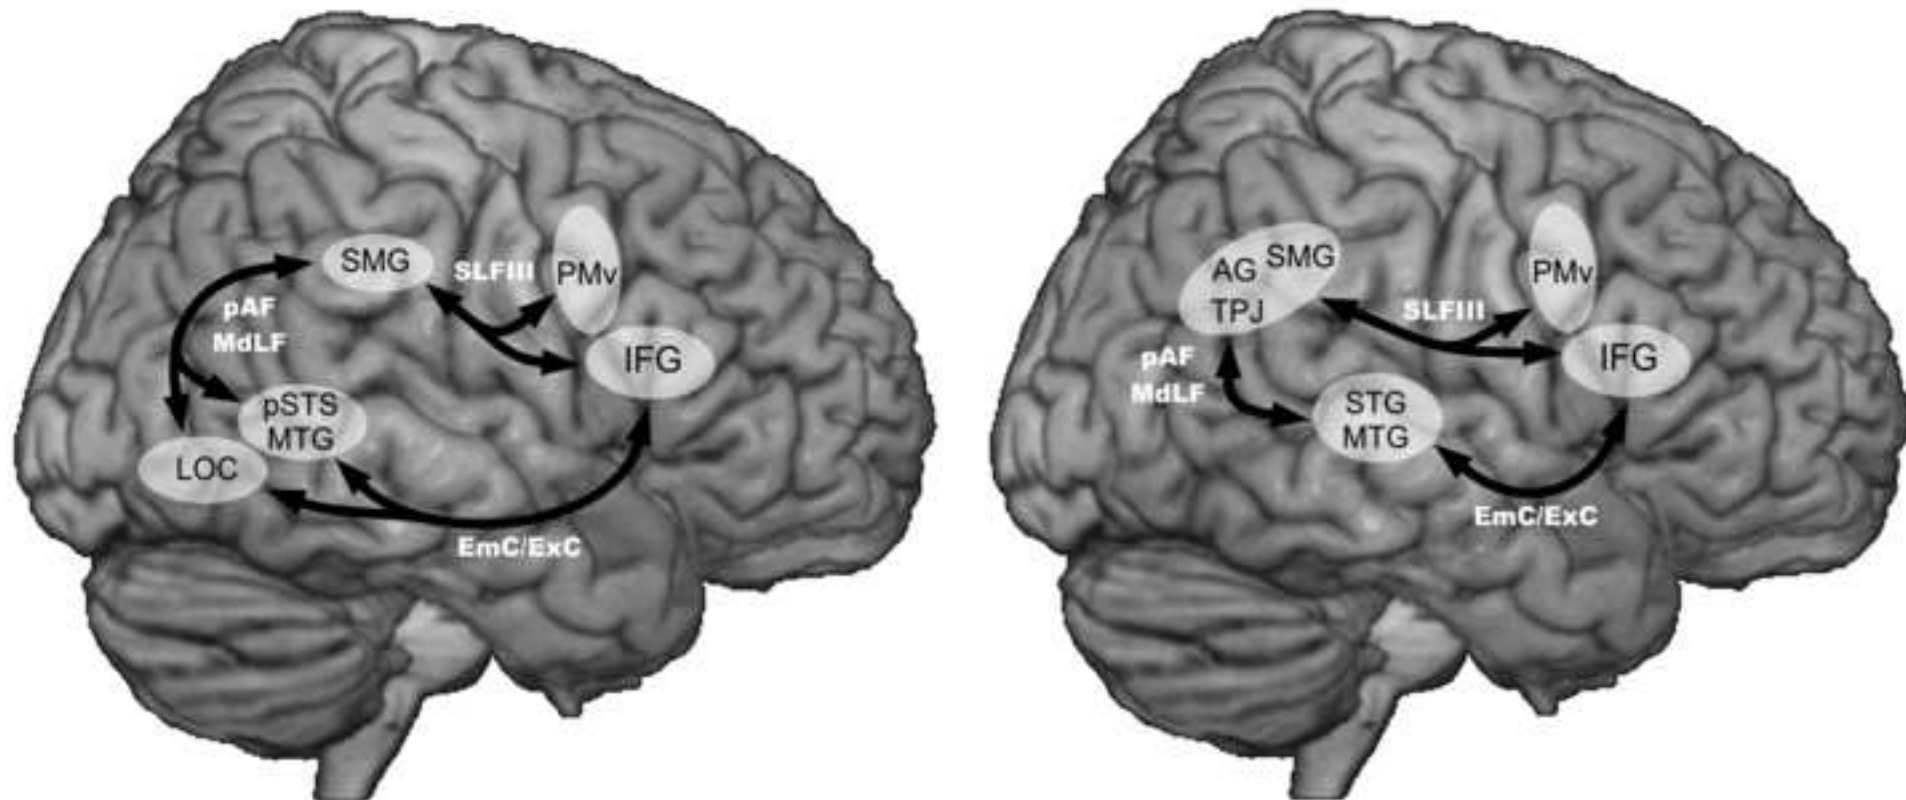 SMG
SLFIII
PMv
pAF
MdLF
IFG
pSTS
MTG
LOC
EmC/ExC
SMG
AG
TPJ
SLFIII
PMv
pAF
MdLF
IFG
STG
MTG
EmC/ExC